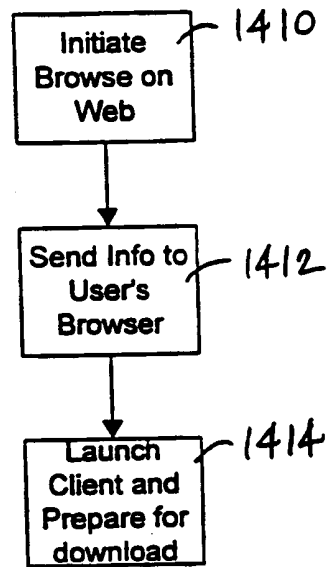 Initiate
Browse on
Web
1410
Send Info to
User's
Browser
1412
Launch
Client and
Prepare for
download
1414